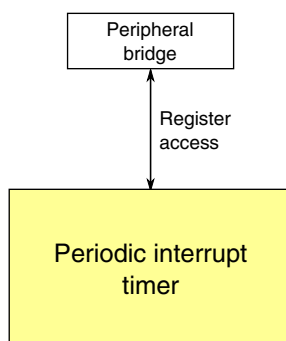 Peripheral
bridge
Register
access
Periodic interrupt
timer